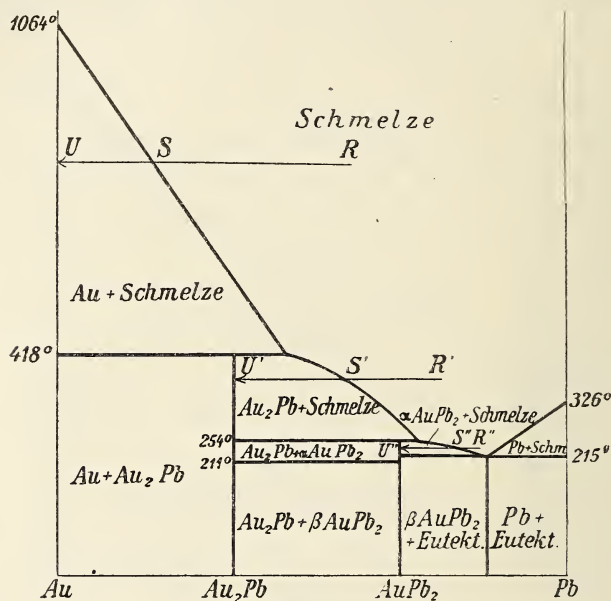 1064°
Schmelze
U S R
Au + Schmelze
418°
U' S' R'
326°
Au₂Pb+Schmelze
αAuPb₂+Schmelze
S" R"
254°
Au₂Pb+αAuPb₂
U"
Pb+Schm
215°
211°
Au+Au₂Pb
Au₂Pb+βAuPb₂
βAuPb₂
+Eutekt.
Pb+
Eutekt.
Au Au₂Pb AuPb₂ Pb